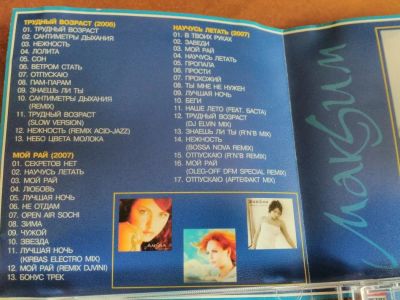 ТРУДНЫЙ ВОЗРАСТ (2006)
01. ТРУДНЫЙ ВОЗРАСТ
02. САНТИМЕТРЫ ДЫХАНИЯ
03. НЕЖНОСТЬ
04. ЛОЛИТА
05. СОН
06. ВЕТРОМ СТАТЬ
07. ОТПУСКАЮ
08. ПАМ-ПАРАМ
09. ЗНАЕШЬ ЛИ ТЫ
10. САНТИМЕТРЫ ДЫХАНИЯ
(REMIX)
11. ТРУДНЫЙ ВОЗРАСТ
(SLOW VERSION)
12. НЕЖНОСТЬ (REMIX ACID-JAZZ)
13. НЕБО ЦВЕТА МОЛОКА
МОЙ РАЙ (2007)
01. СЕКРЕТОВ НЕТ
02. НАУЧУСЬ ЛЕТАТЬ
03. МОЙ РАЙ
04. ЛЮБОВЬ
05. ЛУЧШАЯ НОЧЬ
06. НЕ ОТДАМ
07. OPEN AIR SOCHI
08. ЗИМА
09. ЧУЖОЙ
10. ЗВЕЗДА
11. ЛУЧШАЯ НОЧЬ
(KIRBAS ELECTRO MIX)
12. МОЙ РАЙ (REMIX DJVINI)
13. БОНУС ТРЕК
НАУЧУСЬ ЛЕТАТЬ (2007)
01. В ТВОИХ РУКАХ
02. ЗАВЕДИ
03. МОЙ РАЙ
04. НАУЧУСЬ ЛЕТАТЬ
05. ПРОПАЛА
06. ПРОСТИ
07. ПРОХОЖИЙ
08. ТЫ МНЕ НЕ НУЖЕН
09. ЛУЧШАЯ НОЧЬ
10. БЕГИ
11. НАШЕ ЛЕТО (FEAT. БАСТА)
12. ТРУДНЫЙ ВОЗРАСТ
(DJ ELVIN MIX)
13. ЗНАЕШЬ ЛИ ТЫ (R'N'B MIX)
14. НЕЖНОСТЬ
(BOSSA NOVA REMIX)
15. ОТПУСКАЮ (R'N'B REMIX)
16. МОЙ РАЙ
(OLEG-OFF DFM SPECIAL REMIX)
17. ОТПУСКАЮ (АРТЕФАКТ MIX)
МакSим